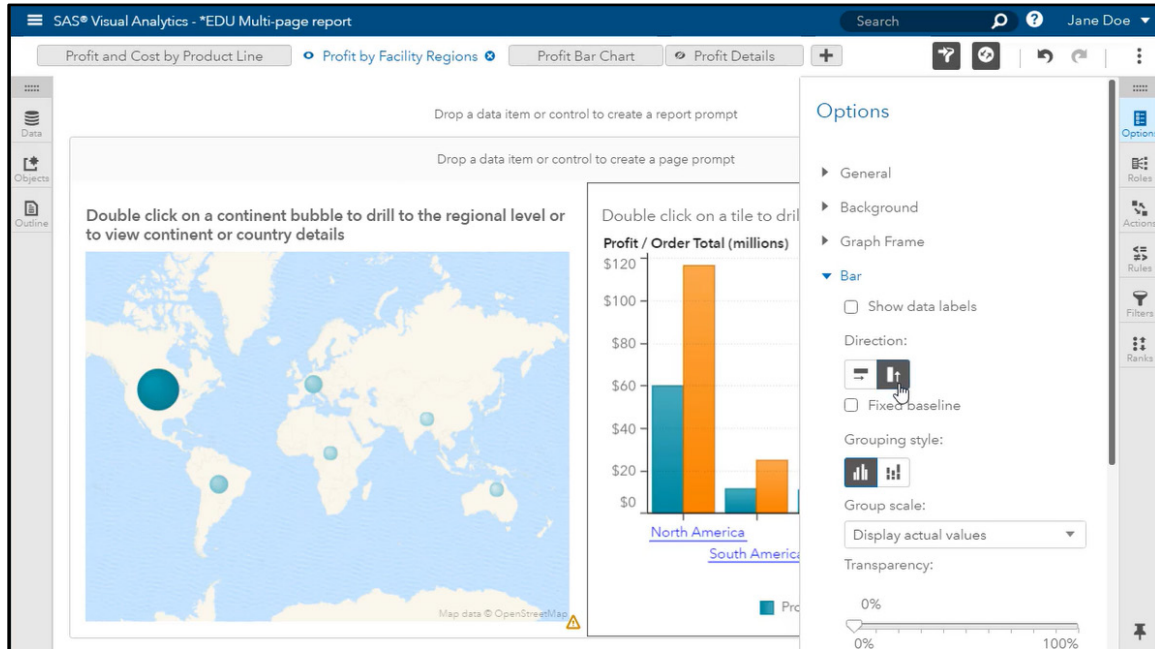 SAS® Visual Analytics - *EDU Multi-page report
Search
Jane Doe
Profit and Cost by Product Line
Profit by Facility Regions
Profit Bar Chart
Profit Details
Data
Objects
Outline
Drop a data item or control to create a report prompt
Drop a data item or control to create a page prompt
Double click on a continent bubble to drill to the regional level or
to view continent or country details
Map data © OpenStreetMap
Double click on a tile to dril
Profit / Order Total (millions)
$120
$100
$80
$60
$40
$20
$0
North America
South America
Pro
Options
General
Background
Graph Frame
Bar
Show data labels
Direction:
Fixed baseline
Grouping style:
Group scale:
Display actual values
Transparency:
0%
0%
100%
Options
Roles
Actions
Rules
Filters
Ranks